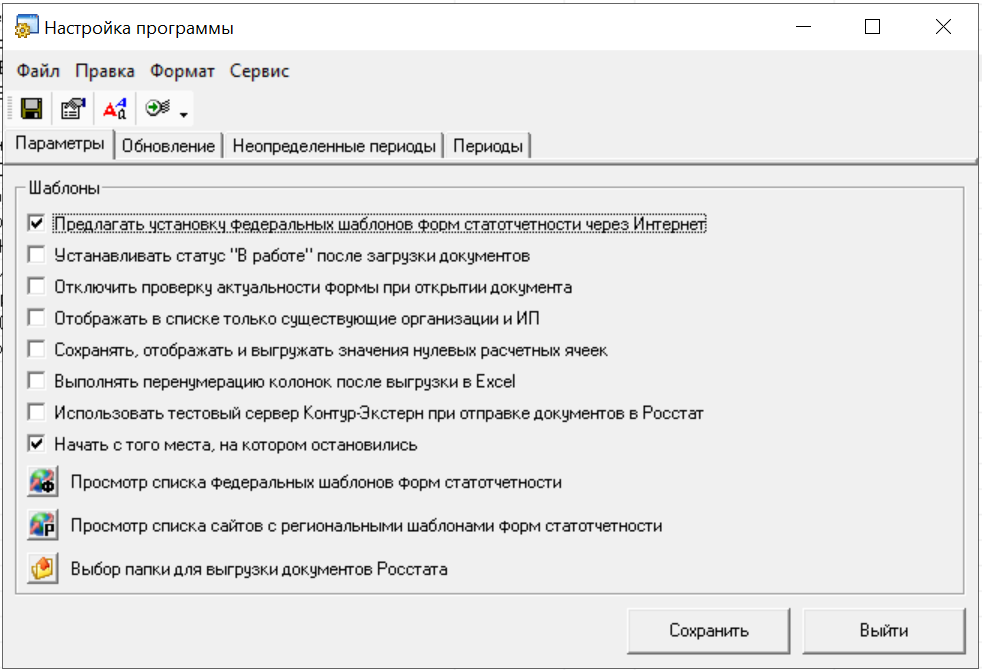 Настройка программы
Файл Правка Формат Сервис
Параметры Обновление Неопределенные периоды Периоды
Шаблоны
Предлагать установку федеральных шаблонов форм статотчетности через Интернет
Устанавливать статус "В работе" после загрузки документов
Отключить проверку актуальности формы при открытии документа
Отображать в списке только существующие организации и ИП
Сохранять, отображать и выгружать значения нулевых расчетных ячеек
Выполнять перенумерацию колонок после выгрузки в Excel
Использовать тестовый сервер Контур-Экстерн при отправке документов в Росстат
Начать с того места, на котором остановились
Просмотр списка федеральных шаблонов форм статотчетности
Просмотр списка сайтов с региональными шаблонами форм статотчетности
Выбор папки для выгрузки документов Росстата
Сохранить Выйти